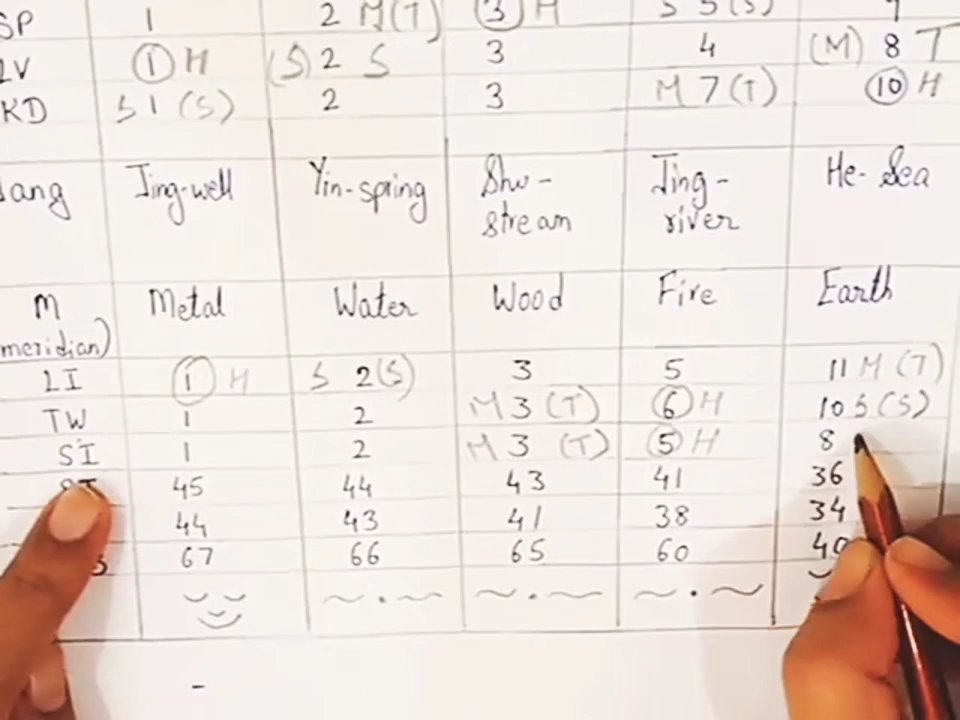 SP 1 2 M(T) 3 H S 5 (S)
LV 1 H (S) 2 S 3 4 (M) 8 T
KD S 1 (S) 2 3 M 7 (T) 10 H
Jing-well Yin-spring Shu- Jing- He-Sea
stream river
M Metal Water Wood Fire Earth
meridian)
LI 1 H S 2(S) 3 5 11 M (T)
TW 1 2 M 3 (T) 6 H 10 S (S)
SI 1 2 M 3 (T) 5 H 8
45 44 43 41 36
44 43 41 38 34
67 66 65 60 40